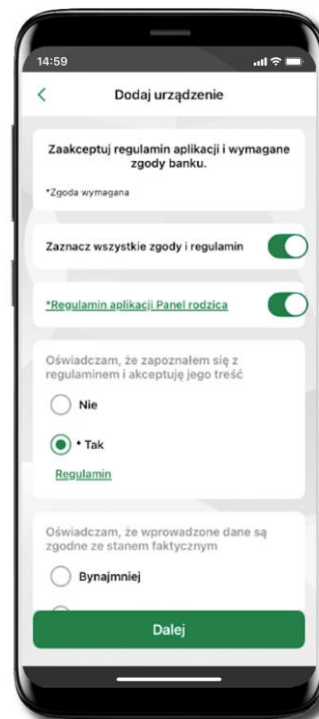 14:59
Dodaj urządzenie
Zaakceptuj regulamin aplikacji i wymagane
zgody banku.
*Zgoda wymagana
Zaznacz wszystkie zgody i regulamin
*Regulamin aplikacji Panel rodzica
Oświadczam, że zapoznałem się z
regulaminem i akceptuję jego treść
Nie
* Tak
Regulamin
Oświadczam, że wprowadzone dane są
zgodne ze stanem faktycznym
Bynajmniej
Dalej